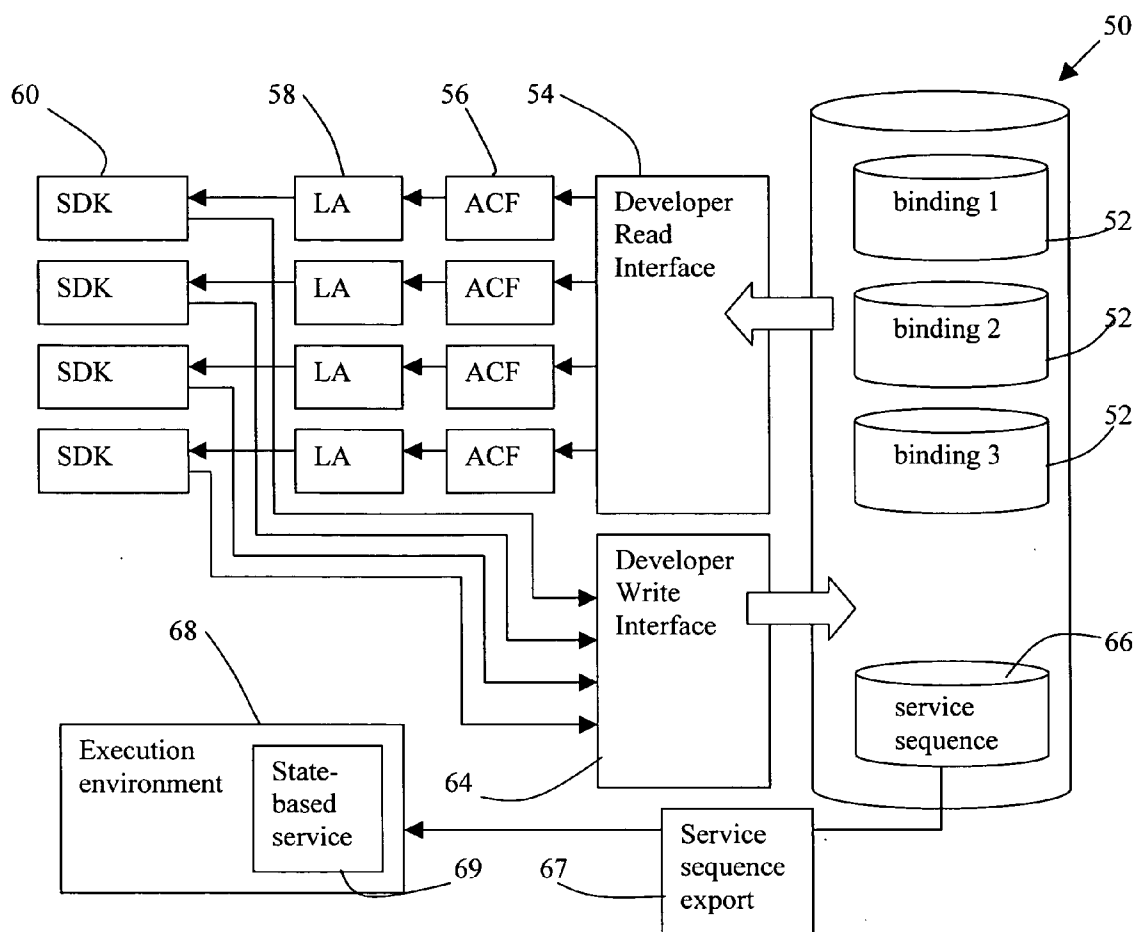 50
60
58
56
54
SDK
LA
ACF
Developer
Read
Interface
binding 1
52
SDK
LA
ACF
binding 2
52
SDK
LA
ACF
binding 3
52
SDK
LA
ACF
Developer
Write
Interface
68
66
Execution
environment
State-
based
service
64
service
sequence
69
67
Service
sequence
export